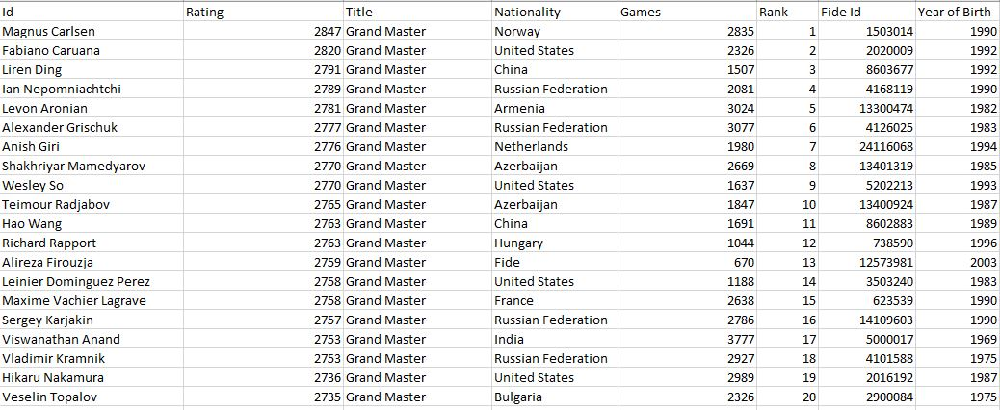 Id Rating Title Nationality Games Rank Fide Id Year of Birth
Magnus Carlsen 2847 Grand Master Norway 2835 1 1503014 1990
Fabiano Caruana 2820 Grand Master United States 2326 2 2020009 1992
Liren Ding 2791 Grand Master China 1507 3 8603677 1992
Ian Nepomniachtchi 2789 Grand Master Russian Federation 2081 4 4168119 1990
Levon Aronian 2781 Grand Master Armenia 3024 5 13300474 1982
Alexander Grischuk 2777 Grand Master Russian Federation 3077 6 4126025 1983
Anish Giri 2776 Grand Master Netherlands 1980 7 24116068 1994
Shakhriyar Mamedyarov 2770 Grand Master Azerbaijan 2669 8 13401319 1985
Wesley So 2770 Grand Master United States 1637 9 5202213 1993
Teimour Radjabov 2765 Grand Master Azerbaijan 1847 10 13400924 1987
Hao Wang 2763 Grand Master China 1691 11 8602883 1989
Richard Rapport 2763 Grand Master Hungary 1044 12 738590 1996
Alireza Firouzja 2759 Grand Master Fide 670 13 12573981 2003
Leinier Dominguez Perez 2758 Grand Master United States 1188 14 3503240 1983
Maxime Vachier Lagrave 2758 Grand Master France 2638 15 623539 1990
Sergey Karjakin 2757 Grand Master Russian Federation 2786 16 14109603 1990
Viswanathan Anand 2753 Grand Master India 3777 17 5000017 1969
Vladimir Kramnik 2753 Grand Master Russian Federation 2927 18 4101588 1975
Hikaru Nakamura 2736 Grand Master United States 2989 19 2016192 1987
Veselin Topalov 2735 Grand Master Bulgaria 2326 20 2900084 1975